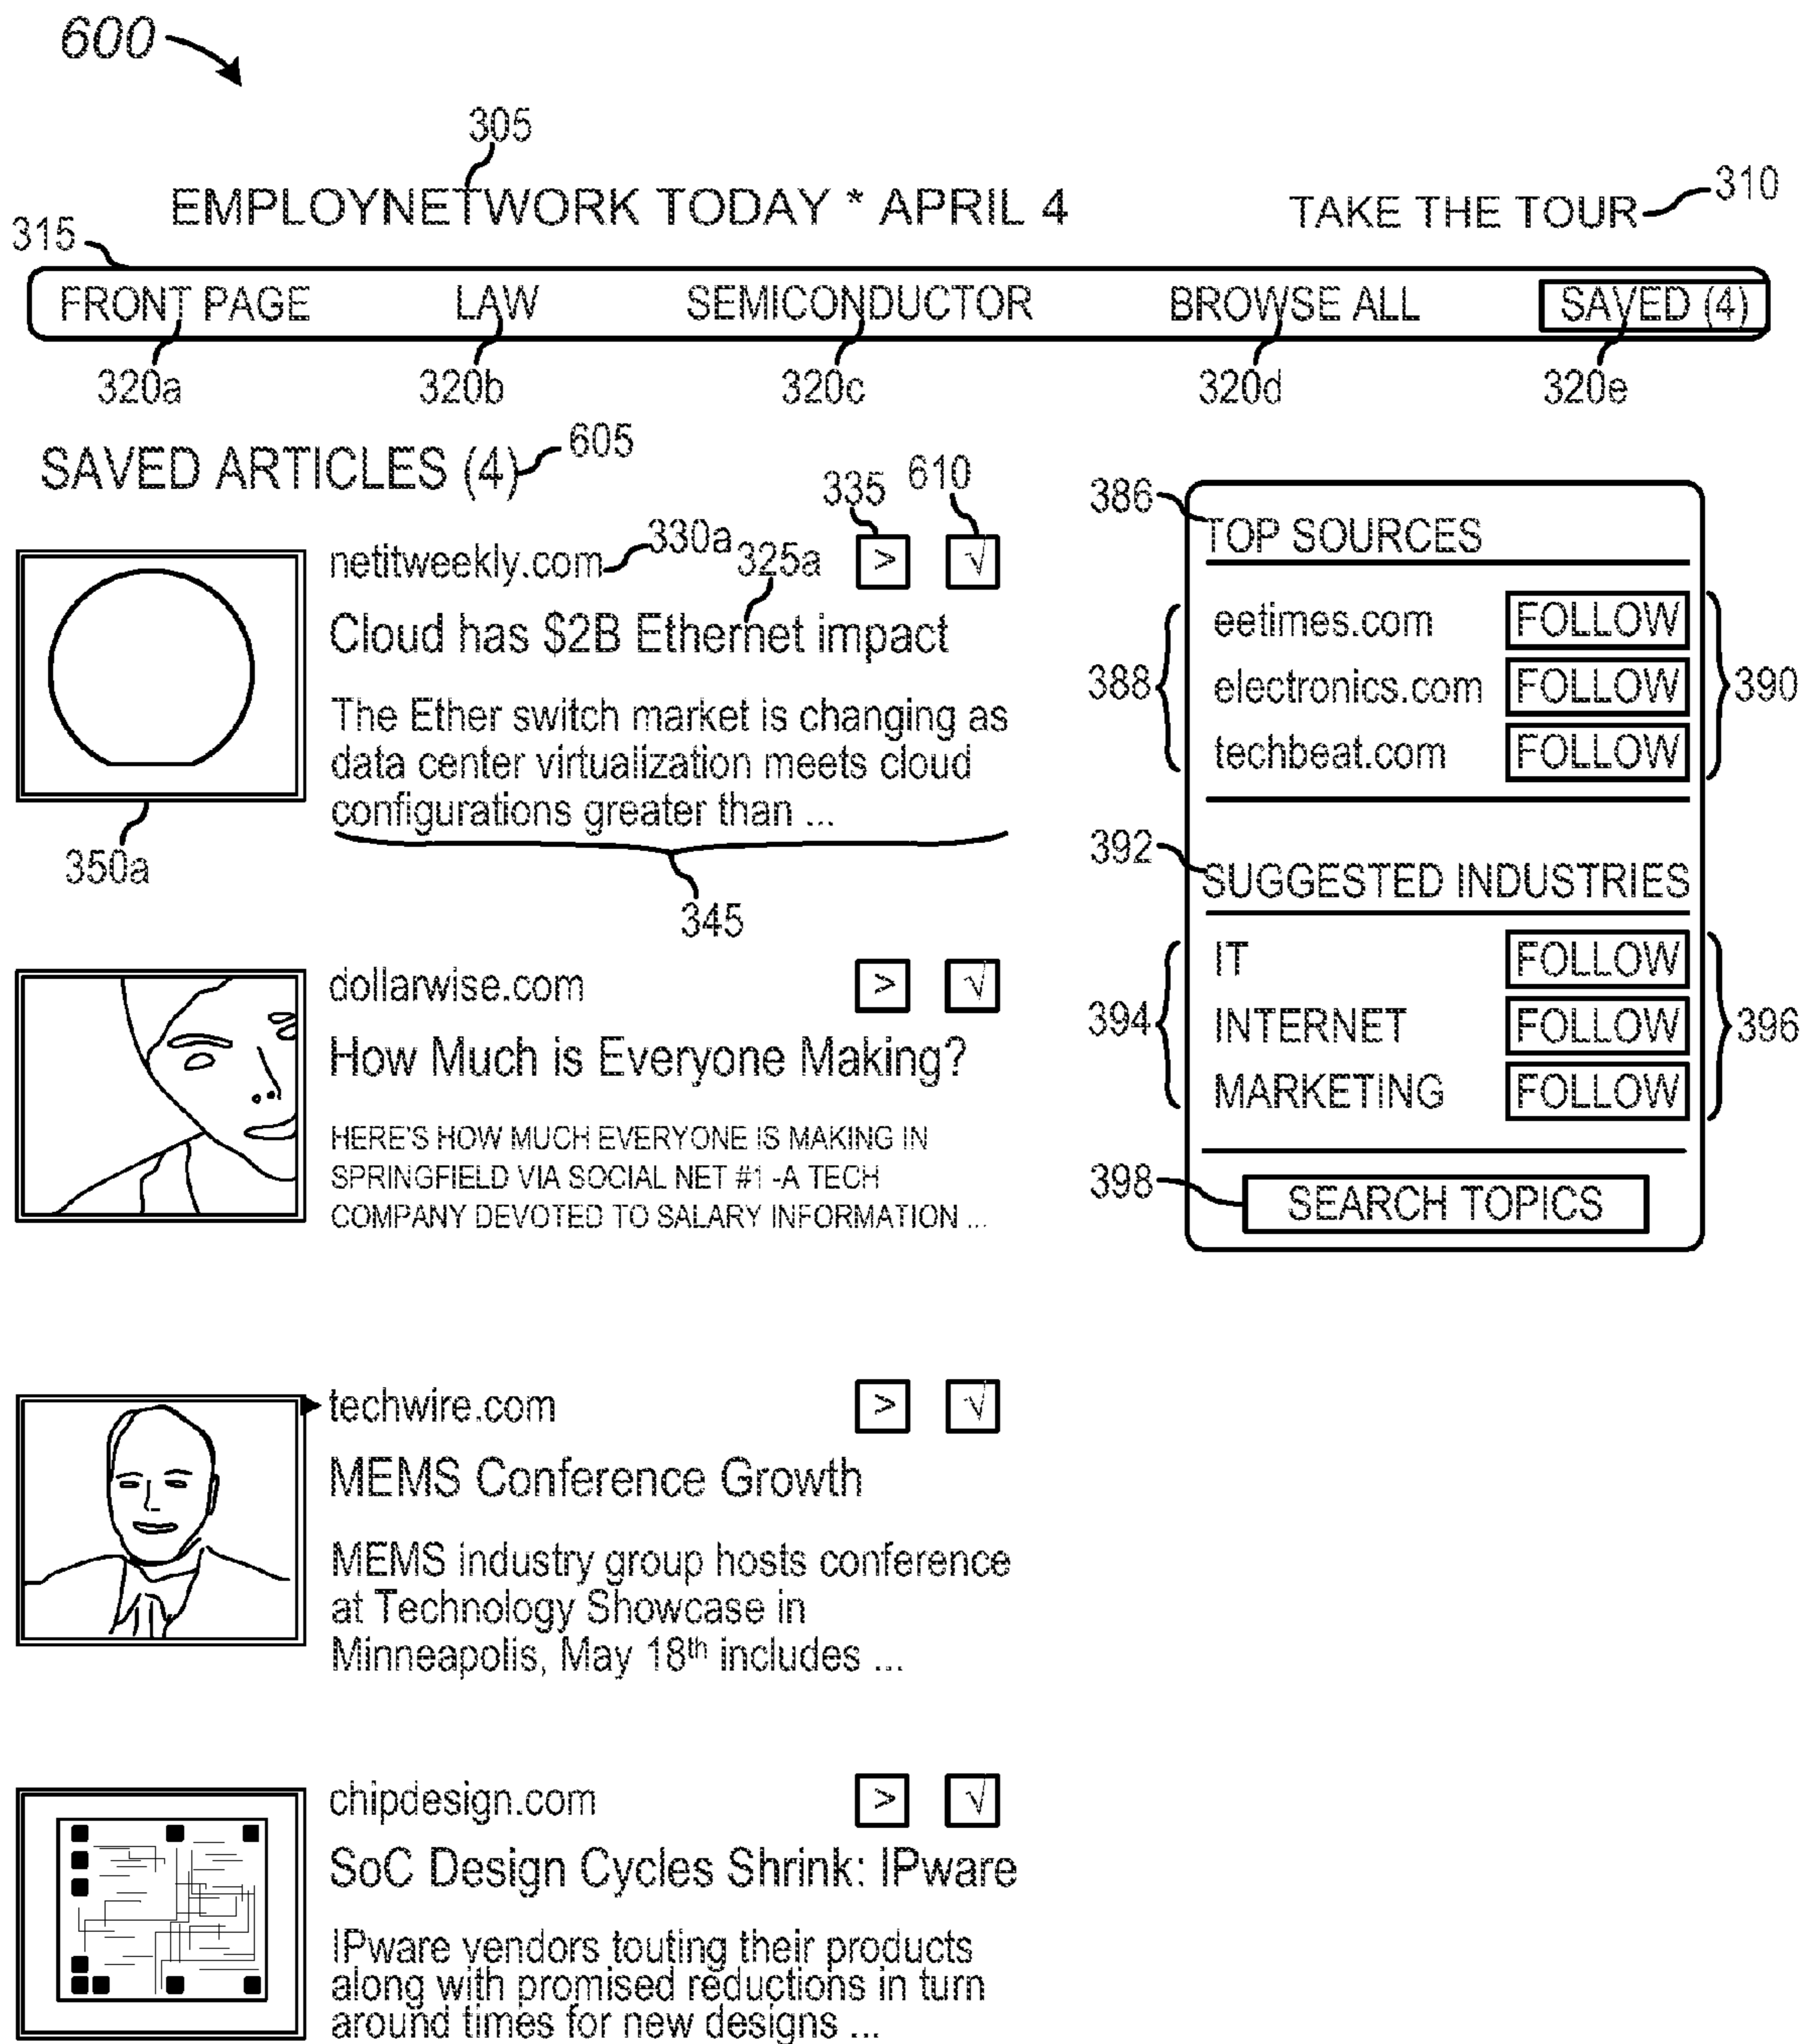 600
305
EMPLOYNETWORK TODAY * APRIL 4
TAKE THE TOUR
310
315
FRONT PAGE LAW SEMICONDUCTOR BROWSE ALL SAVED (4)
320a 320b 320c 320d 320e
SAVED ARTICLES (4)
605
335
610
netitweekly.com
330a
325a
> √
Cloud has $2B Ethernet impact
The Ether switch market is changing as
data center virtualization meets cloud
configurations greater than ...
350a
345
dollarwise.com
> √
How Much is Everyone Making?
HERE'S HOW MUCH EVERYONE IS MAKING IN
SPRINGFIELD VIA SOCIAL NET #1 -A TECH
COMPANY DEVOTED TO SALARY INFORMATION ...
techwire.com
> √
MEMS Conference Growth
MEMS industry group hosts conference
at Technology Showcase in
Minneapolis, May 18th includes ...
chipdesign.com
> √
SoC Design Cycles Shrink: IPware
IPware vendors touting their products
along with promised reductions in turn
around times for new designs ...
386
TOP SOURCES
388
eetimes.com FOLLOW
electronics.com FOLLOW
techbeat.com FOLLOW
390
392
SUGGESTED INDUSTRIES
394
IT FOLLOW
INTERNET FOLLOW
MARKETING FOLLOW
396
398
SEARCH TOPICS